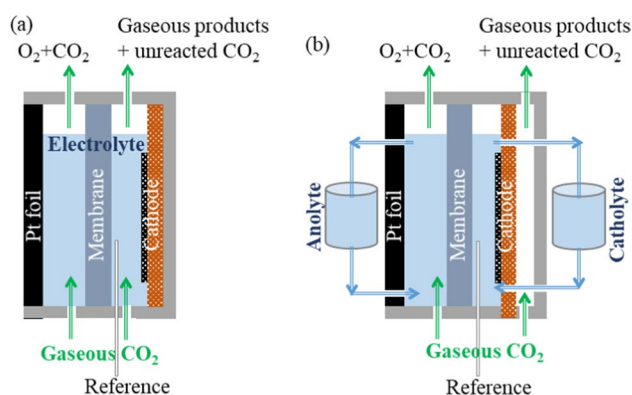 (a)
Gaseous products
+ unreacted CO₂
O₂+CO₂
Electrolyte
Pt foil
Membrane
Cathode
Gaseous CO₂
Reference
(b)
Gaseous products
+ unreacted CO₂
O₂+CO₂
Anolyte
Pt foil
Membrane
Cathode
Catholyte
Gaseous CO₂
Reference